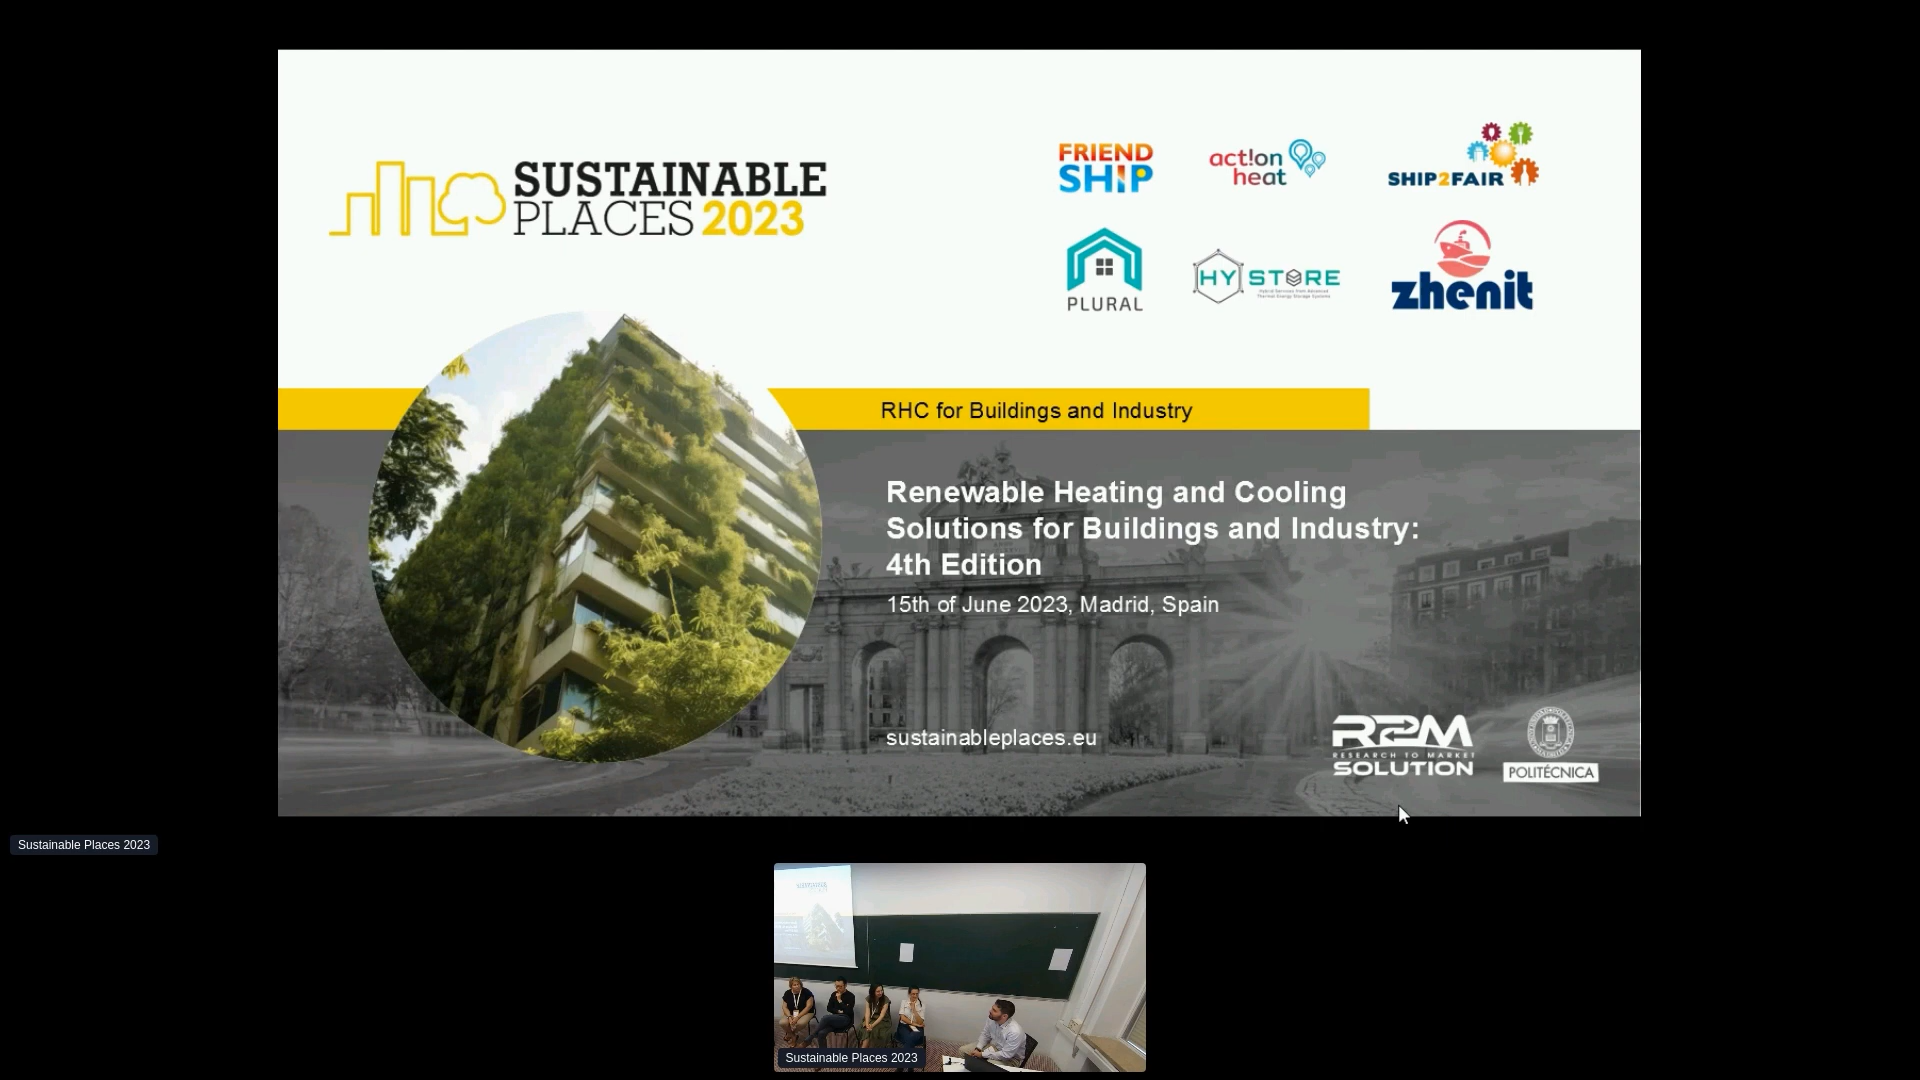 SUSTAINABLE
PLACES 2023
FRIEND
SHIP
act!on
heat
SHIP2FAIR
PLURAL
HY STORE
Hybrid Services from Advanced
Thermal Energy Storage Systems
zhenit
RHC for Buildings and Industry
Renewable Heating and Cooling
Solutions for Buildings and Industry:
4th Edition
15th of June 2023, Madrid, Spain
sustainableplaces.eu
R2M
RESEARCH TO MARKET
SOLUTION
POLITÉCNICA
Sustainable Places 2023
Sustainable Places 2023